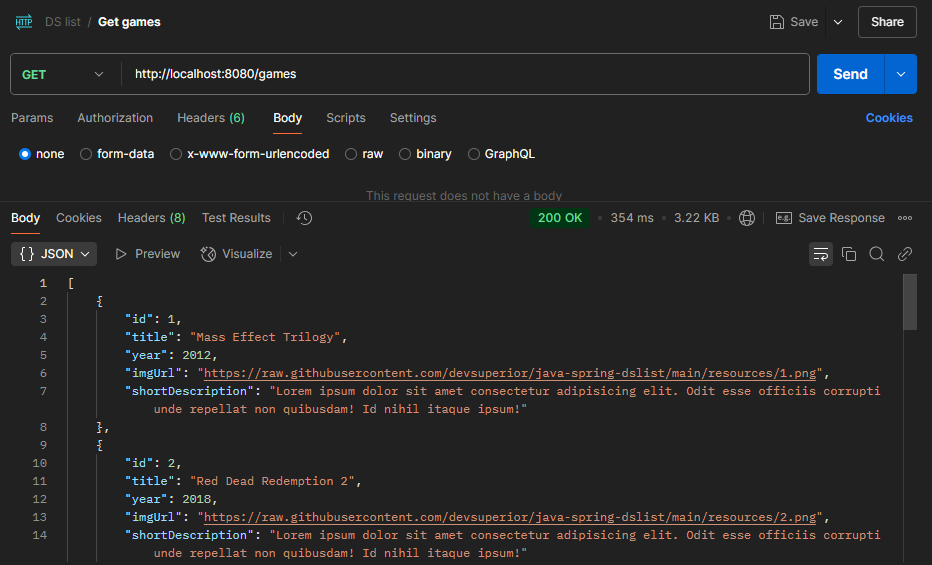 HTTP DS list / Get games Save Share
GET http://localhost:8080/games Send
Params Authorization Headers (6) Body Scripts Settings Cookies
none form-data x-www-form-urlencoded raw binary GraphQL
This request does not have a body
Body Cookies Headers (8) Test Results 200 OK • 354 ms • 3.22 KB • e.g. Save Response
{} JSON Preview Visualize
1 [
2 {
3 "id": 1,
4 "title": "Mass Effect Trilogy",
5 "year": 2012,
6 "imgUrl": "https://raw.githubusercontent.com/devsuperior/java-spring-dslist/main/resources/1.png",
7 "shortDescription": "Lorem ipsum dolor sit amet consectetur adipisicing elit. Odit esse officiis corrupti
unde repellat non quibusdam! Id nihil itaque ipsum!"
8 },
9 {
10 "id": 2,
11 "title": "Red Dead Redemption 2",
12 "year": 2018,
13 "imgUrl": "https://raw.githubusercontent.com/devsuperior/java-spring-dslist/main/resources/2.png",
14 "shortDescription": "Lorem ipsum dolor sit amet consectetur adipisicing elit. Odit esse officiis corrupti
unde repellat non quibusdam! Id nihil itaque ipsum!"